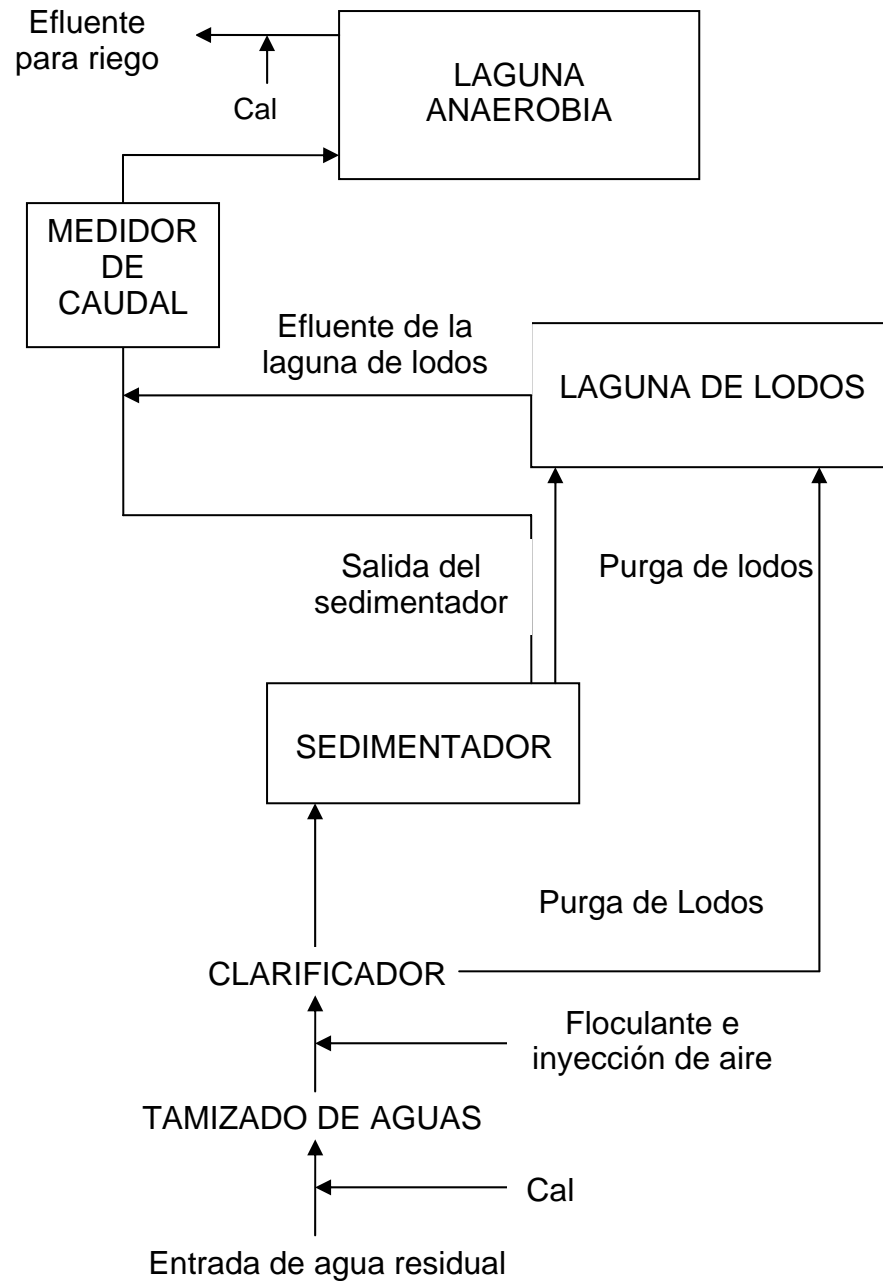 Efluente
para riego
Cal
LAGUNA
ANAEROBIA
MEDIDOR
DE
CAUDAL
Efluente de la
laguna de lodos
LAGUNA DE LODOS
Salida del
sedimentador
Purga de lodos
SEDIMENTADOR
Purga de Lodos
CLARIFICADOR
Floculante e
inyección de aire
TAMIZADO DE AGUAS
Cal
Entrada de agua residual